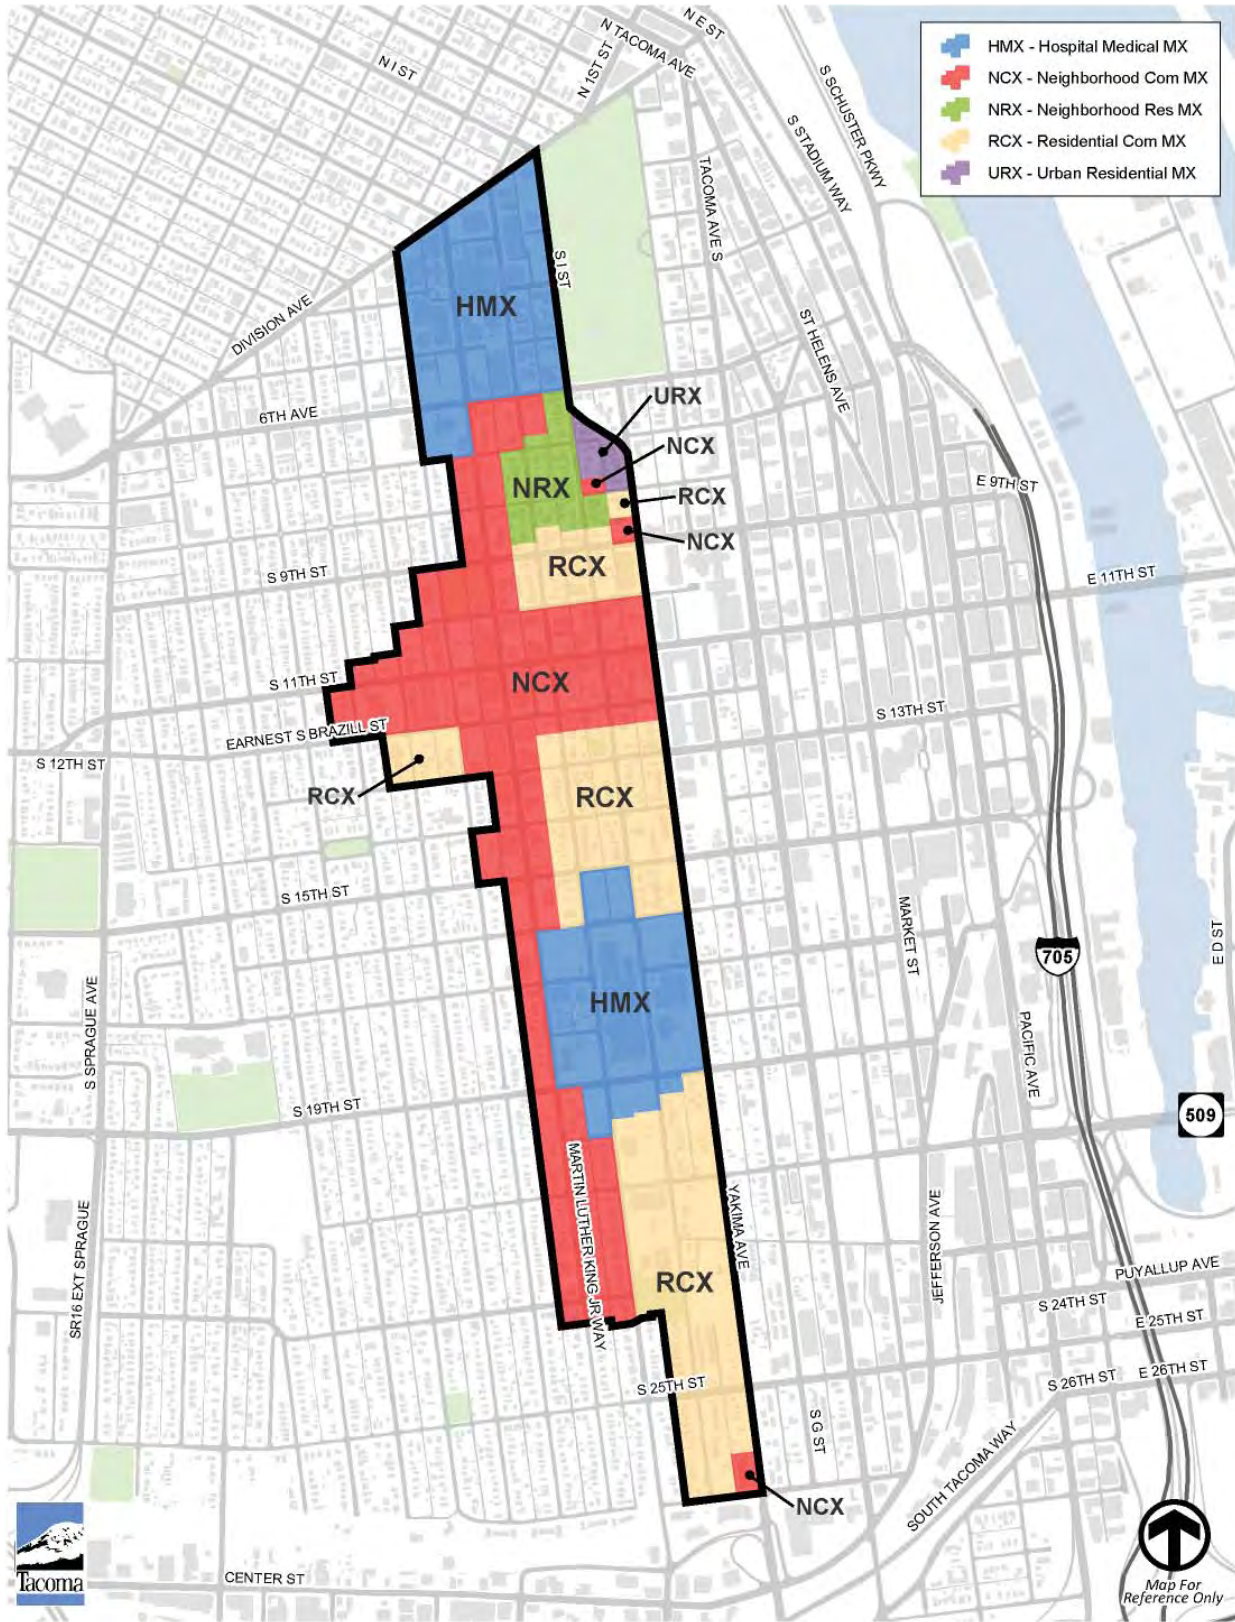 N E ST
N TACOMA AVE
N I ST
N 1ST ST
S SCHUSTER PKWY
HMX - Hospital Medical MX
NCX - Neighborhood Com MX
NRX - Neighborhood Res MX
RCX - Residential Com MX
URX - Urban Residential MX
S STADIUM WAY
TACOMA AVE S
S I ST
HMX
DIVISION AVE
ST HELENS AVE
6TH AVE
URX
NCX
NRX
RCX
E 9TH ST
NCX
RCX
S 9TH ST
E 11TH ST
S 11TH ST
NCX
S 13TH ST
EARNEST S BRAZILL ST
S 12TH ST
RCX
RCX
S 15TH ST
MARKET ST
705
E D ST
HMX
S SPRAGUE AVE
PACIFIC AVE
S 19TH ST
509
MARTIN LUTHER KING JR WAY
YAKIMA AVE
JEFFERSON AVE
SR16 EXT SPRAGUE
RCX
PUYALLUP AVE
S 24TH ST
E 25TH ST
S 25TH ST
S 26TH ST
E 26TH ST
S G ST
SOUTH TACOMA WAY
NCX
Tacoma
CENTER ST
Map For
Reference Only